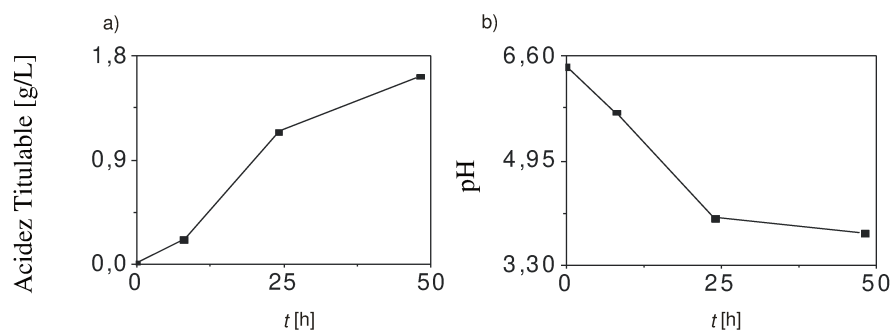 a)
Acidez Titulable [g/L]
1,8
0,9
0,0
0
25
50
t [h]
b)
pH
6,60
4,95
3,30
0
25
50
t [h]